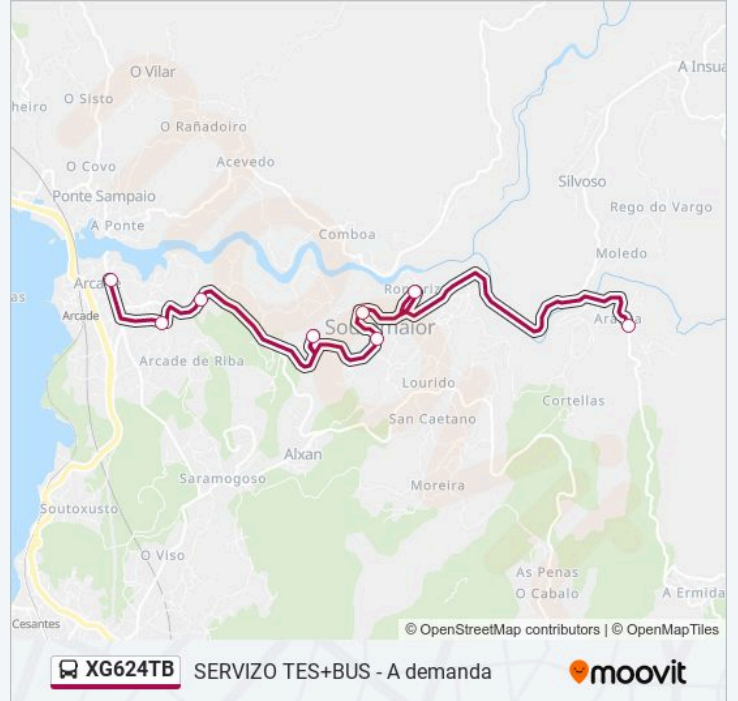 O Vilar
A Insua
O Sisto
heiro
O Rañadoiro
O Covo
Acevedo
Silvoso
Ponte Sampaio
Rego do Vargo
A Ponte
Comboa
Moledo
Arcade
as
Arcade
Soutomaior
Arcade de Riba
Lourido
Cortellas
San Caetano
Alxan
Saramogoso
Moreira
Soutoxusto
O Viso
As Penas
O Cabalo
A Ermida
Cesantes
© OpenStreetMap contributors | © OpenMapTiles
XG624TB SERVIZO TES+BUS - A demanda moovit